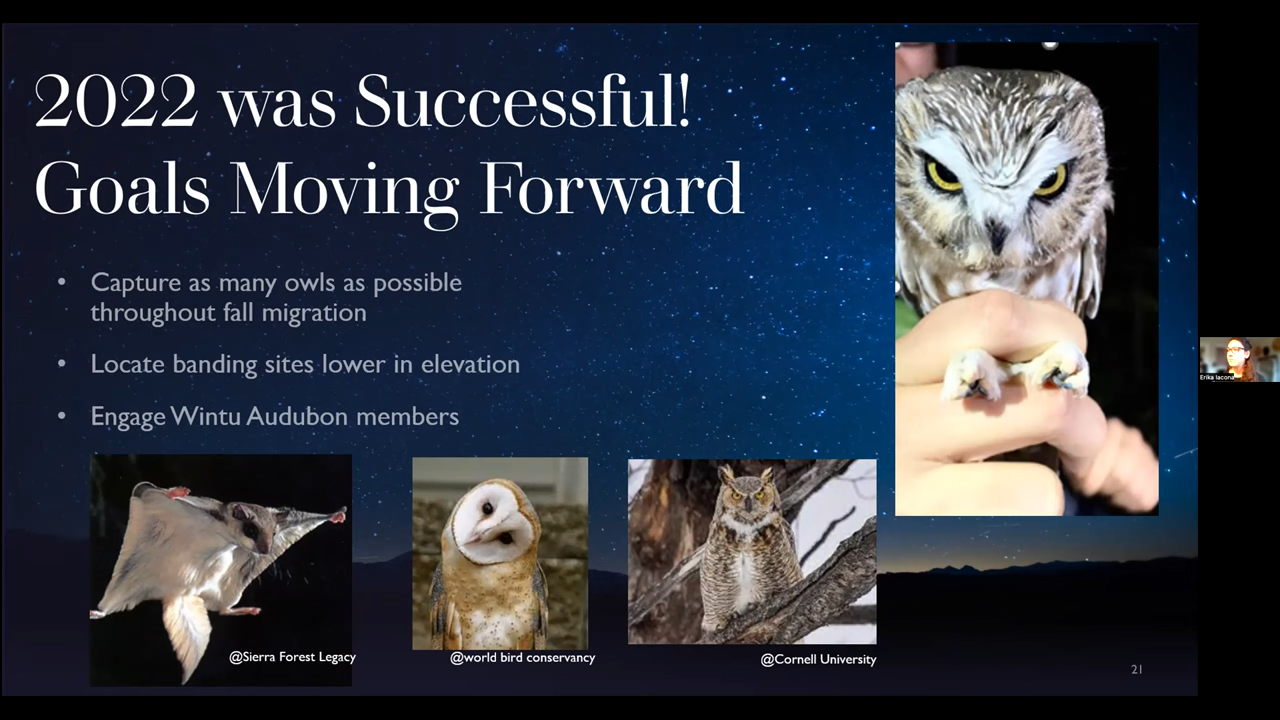 2022 was Successful!
Goals Moving Forward
• Capture as many owls as possible
throughout fall migration
• Locate banding sites lower in elevation
• Engage Wintu Audubon members
@Sierra Forest Legacy
@world bird conservancy
@Cornell University
21
Erika Iacona